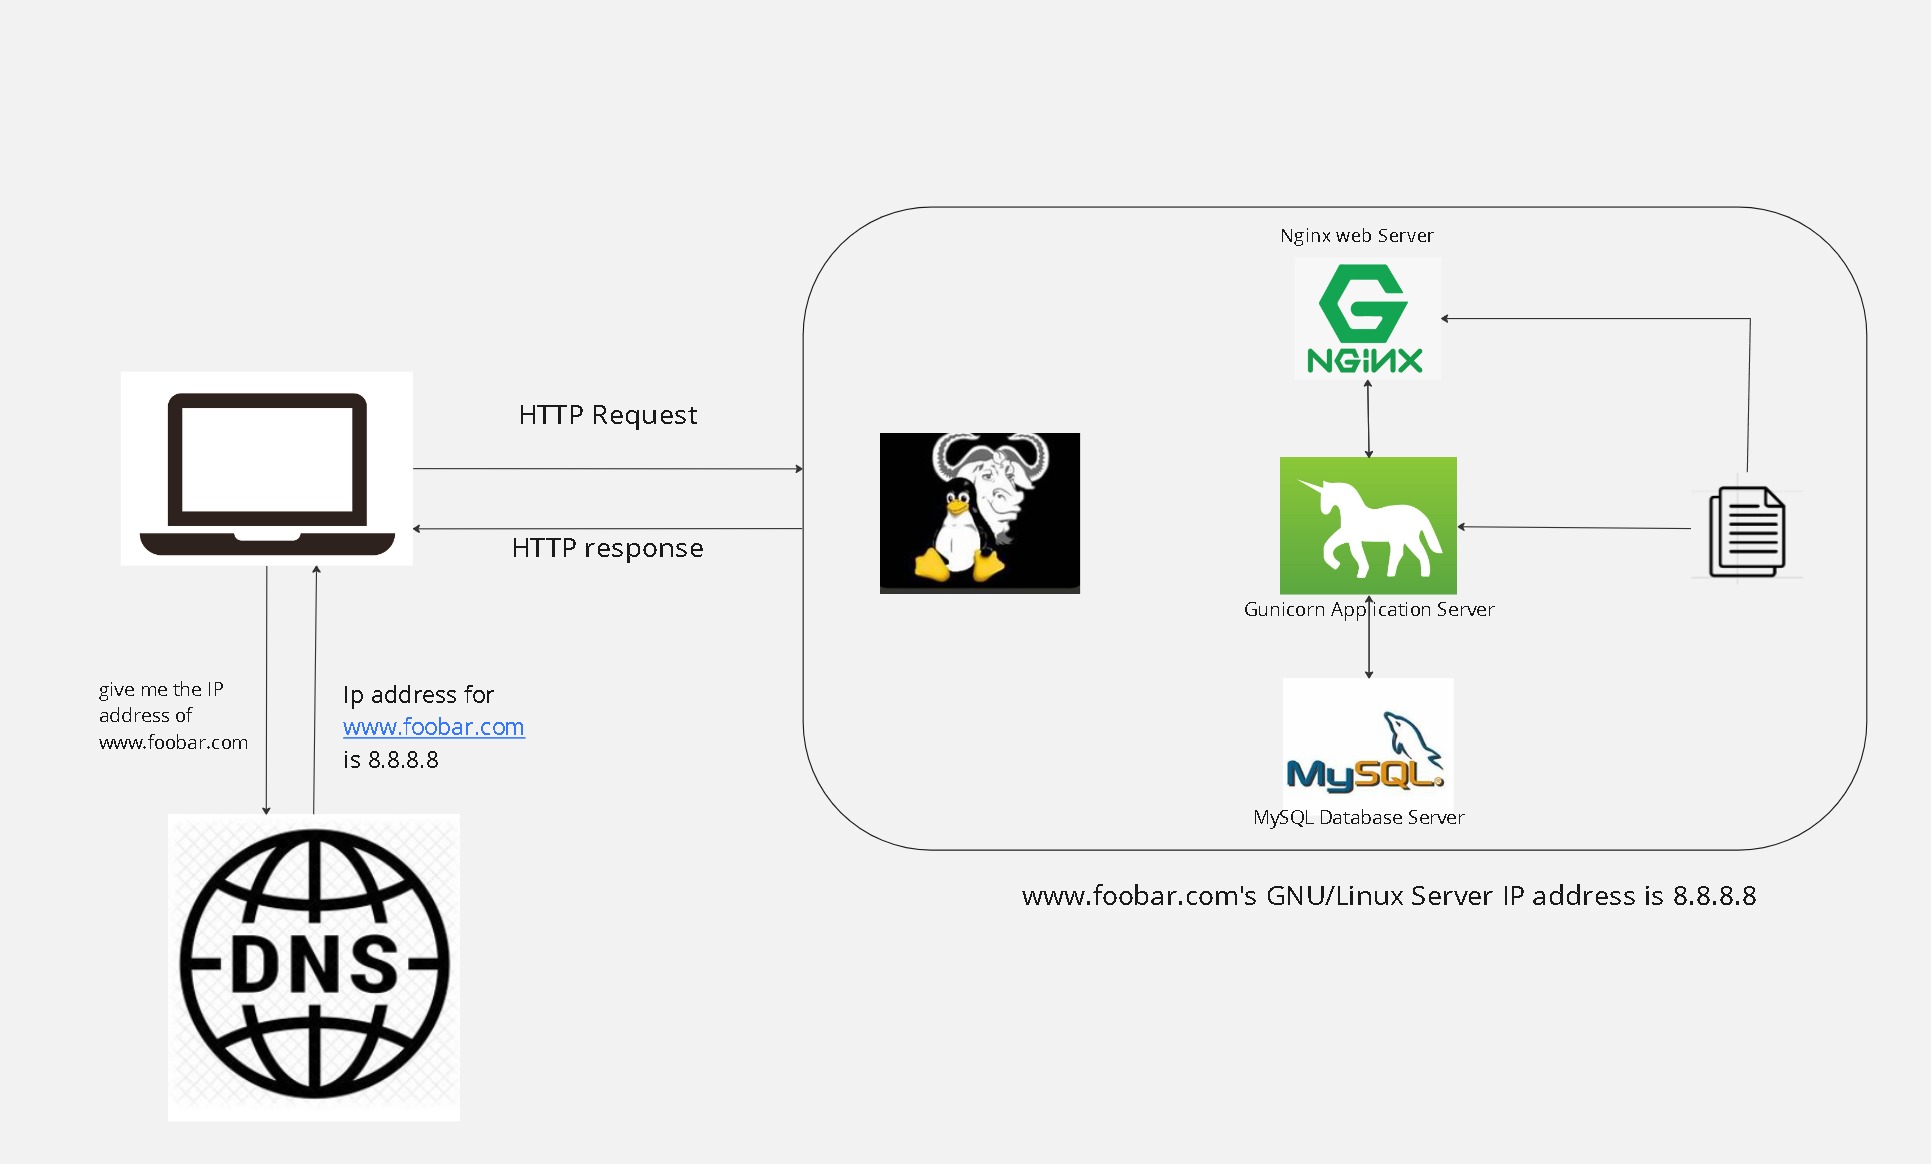 Nginx web Server
NGiNX
HTTP Request
HTTP response
Gunicorn Application Server
give me the IP
address of
www.foobar.com
Ip address for
www.foobar.com
is 8.8.8.8
MySQL
MySQL Database Server
www.foobar.com's GNU/Linux Server IP address is 8.8.8.8
DNS